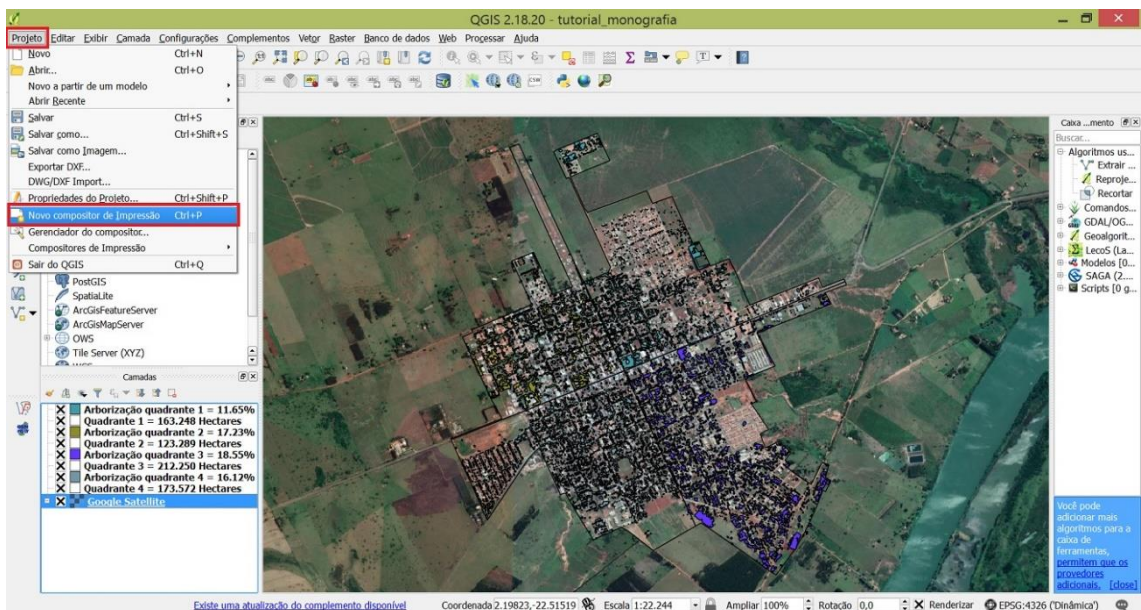 QGIS 2.18.20 - tutorial_monografia
Projeto Editar Exibir Camada Configurações Complementos Vetor Raster Banco de dados Web Processar Ajuda
Novo Ctrl+N
Abrir... Ctrl+O
Novo a partir de um modelo
Abrir Recente
Salvar Ctrl+S
Salvar como... Ctrl+Shift+S
Salvar como Imagem...
Exportar DXF...
DWG/DXF Import...
Propriedades do Projeto... Ctrl+Shift+P
Novo compositor de Impressão Ctrl+P
Gerenciador do compositor...
Compositores de Impressão
Sair do QGIS Ctrl+Q
PostGIS
SpatiaLite
ArcGisFeatureServer
ArcGisMapServer
OWS
Tile Server (XYZ)
Camadas
Arborização quadrante 1 = 11.65%
Quadrante 1 = 163.248 Hectares
Arborização quadrante 2 = 17.23%
Quadrante 2 = 123.289 Hectares
Arborização quadrante 3 = 18.55%
Quadrante 3 = 212.250 Hectares
Arborização quadrante 4 = 16.12%
Quadrante 4 = 173.572 Hectares
Google Satellite
Caixa ...mento
Buscar...
Algoritmos us...
Extrair ...
Reproje...
Recortar
Comandos...
GDAL/OG...
Geoalgorit...
LecoS (La...
Modelos [0...
SAGA (2....
Scripts [0 g...
Você pode
adicionar mais
algoritmos para a
caixa de
ferramentas,
permitem que os
provedores
adicionais. [close]
Existe uma atualização do complemento disponível Coordenada 2.19823,-22.51519 Escala 1:22.244 Ampliar 100% Rotação 0,0 Renderizar EPSG:4326 ('Dinâmica')